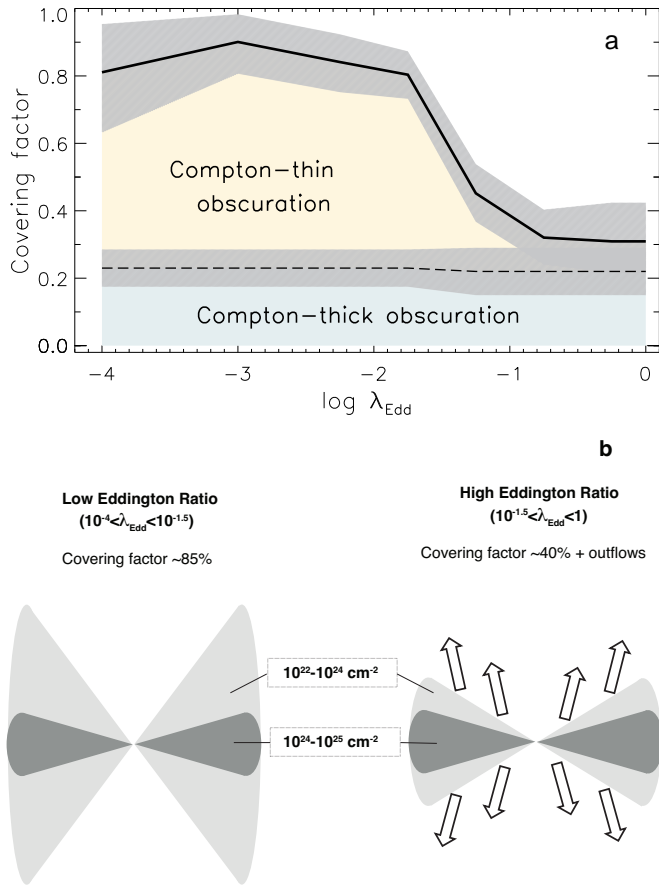 a
1.0
0.8
0.6
0.4
0.2
0.0
Covering factor
Compton−thin
obscuration
Compton−thick obscuration
−4 −3 −2 −1 0
log λEdd
b
Low Eddington Ratio
(10-4<λEdd<10-1.5)
Covering factor ~85%
High Eddington Ratio
(10-1.5<λEdd<1)
Covering factor ~40% + outflows
1022-1024 cm-2
1024-1025 cm-2